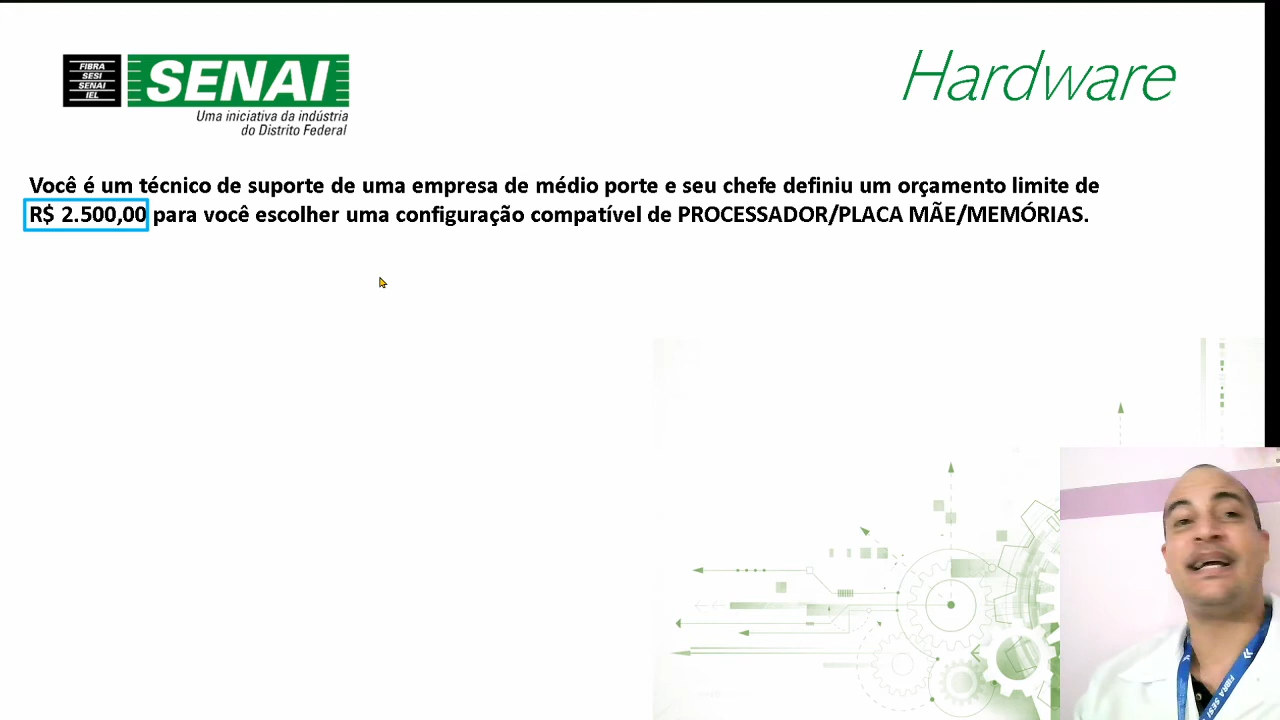 FIBRA
SESI
SENAI
IEL
SENAI
Uma iniciativa da indústria
do Distrito Federal
Hardware
Você é um técnico de suporte de uma empresa de médio porte e seu chefe definiu um orçamento limite de
R$ 2.500,00 para você escolher uma configuração compatível de PROCESSADOR/PLACA MÃE/MEMÓRIAS.
FIBRA SESI